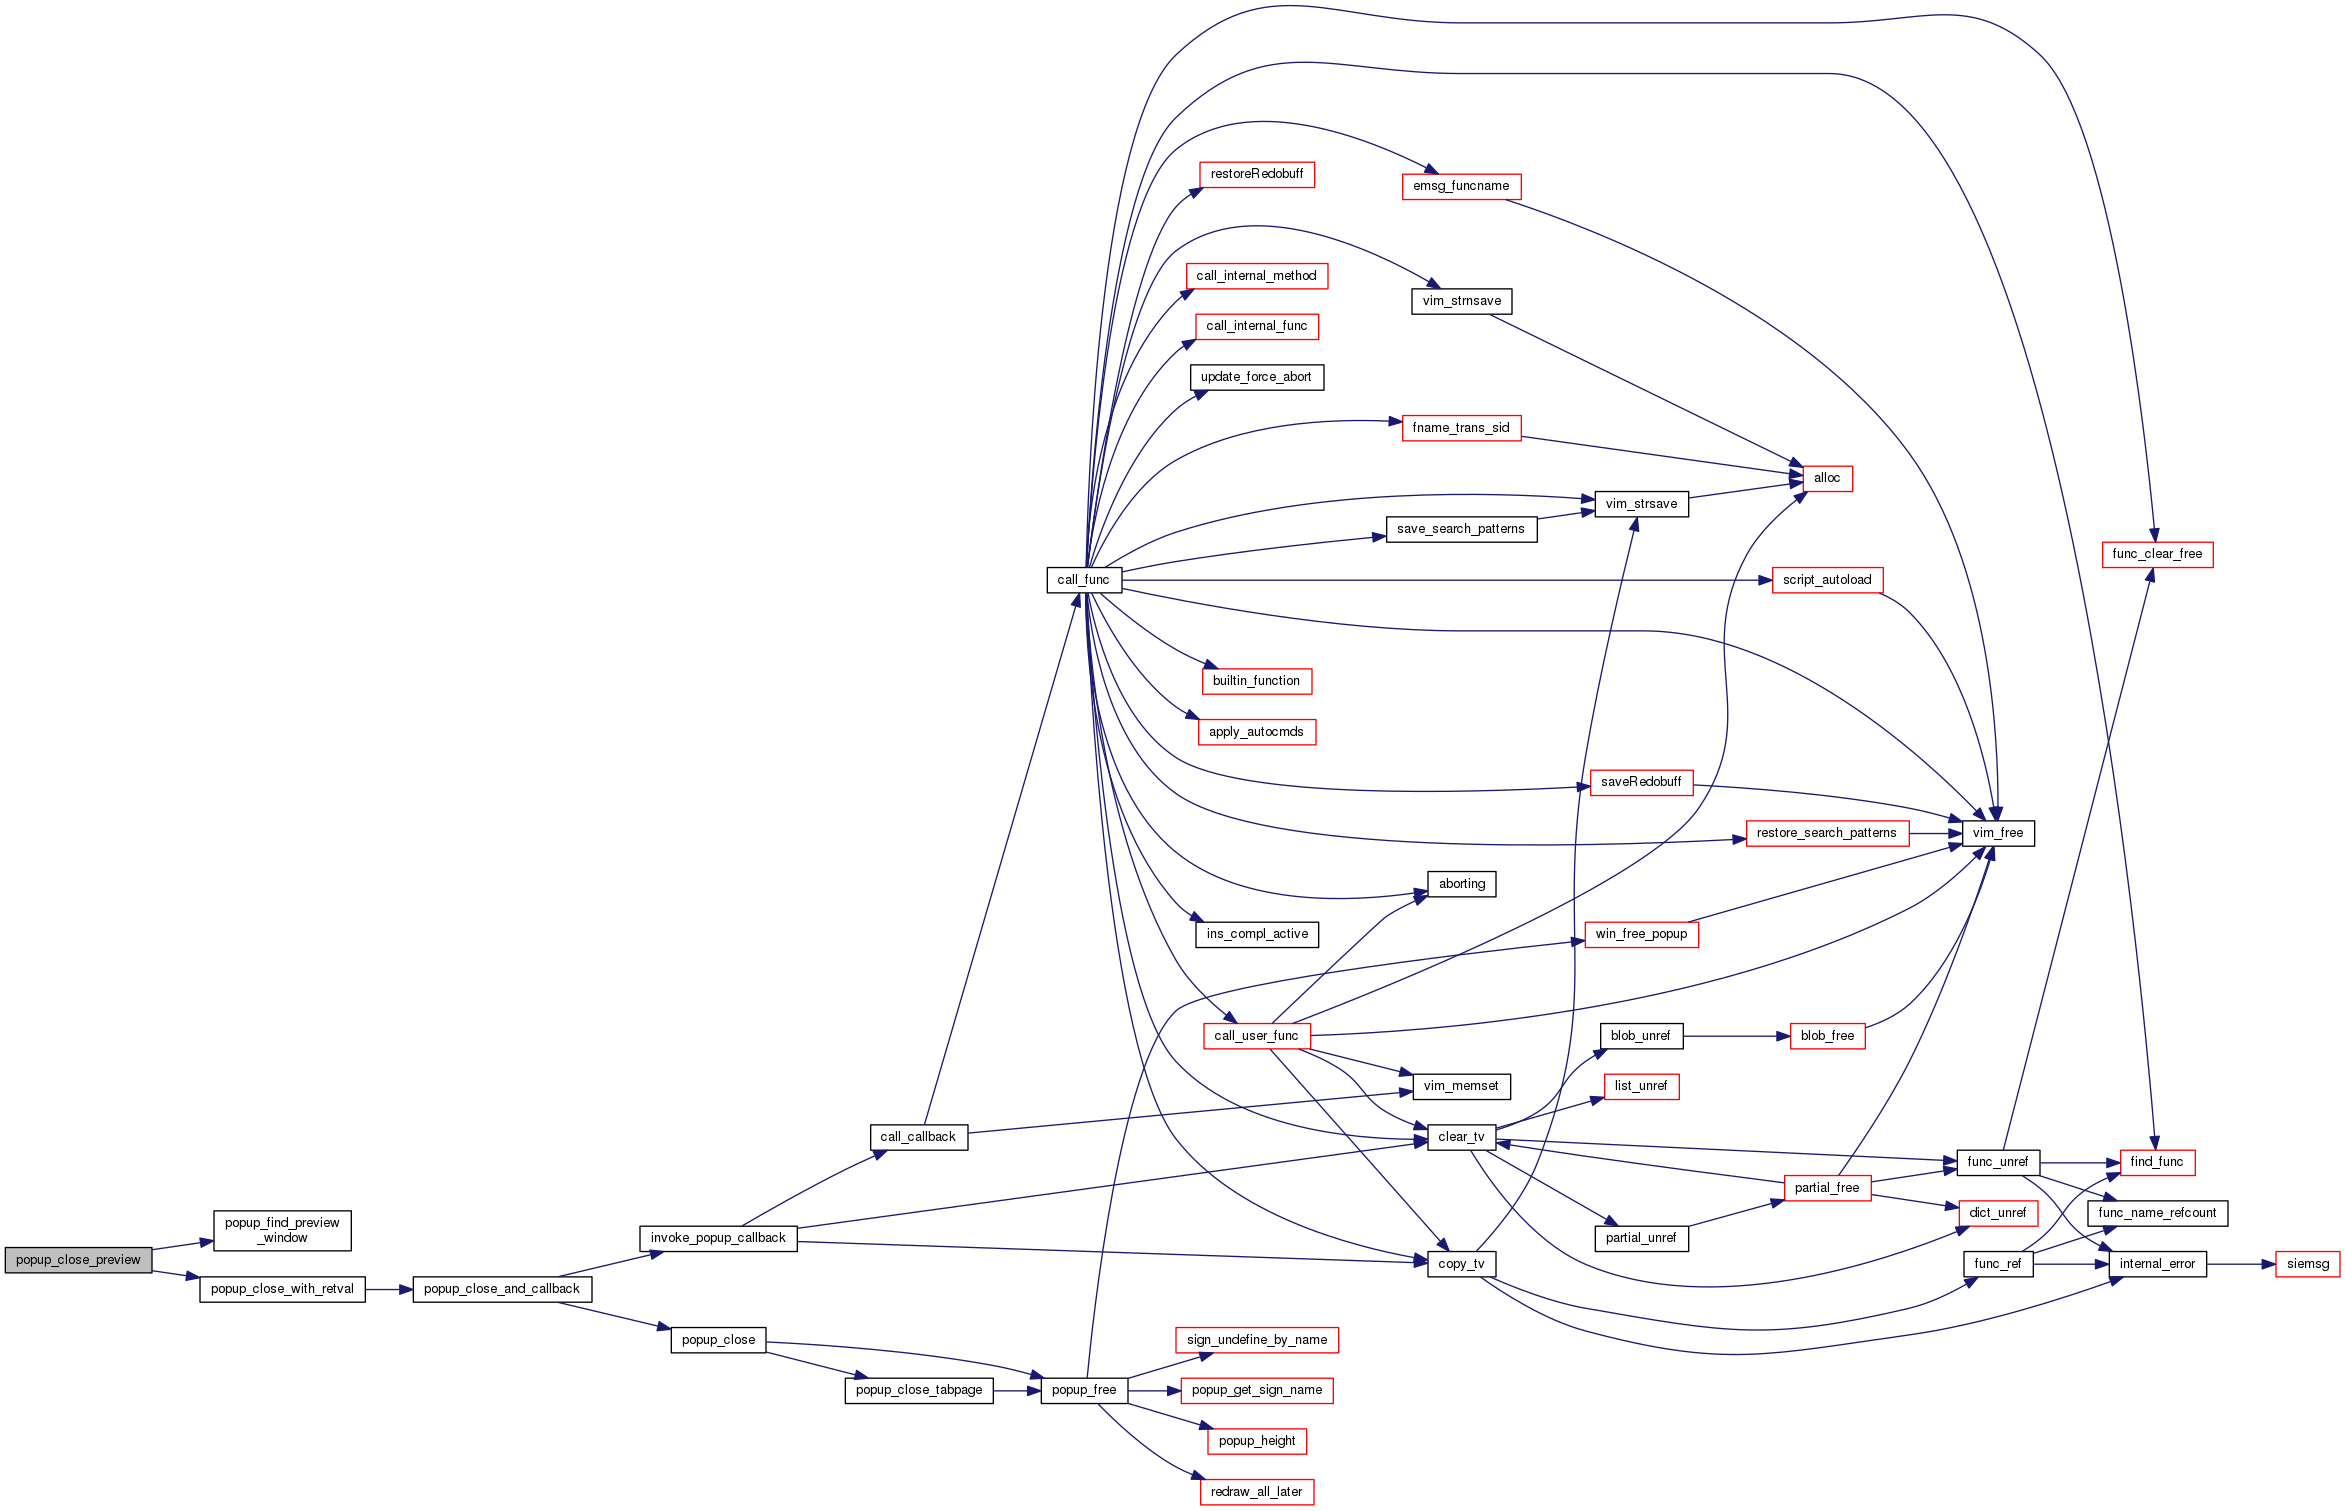 restoreRedobuff
emsg_funcname
call_internal_method
vim_strnsave
call_internal_func
update_force_abort
fname_trans_sid
alloc
vim_strsave
save_search_patterns
func_clear_free
call_func
script_autoload
builtin_function
apply_autocmds
saveRedobuff
restore_search_patterns
vim_free
aborting
ins_compl_active
win_free_popup
call_user_func
blob_unref
blob_free
vim_memset
list_unref
call_callback
clear_tv
func_unref
find_func
partial_free
popup_find_preview
_window
dict_unref
func_name_refcount
invoke_popup_callback
partial_unref
popup_close_preview
copy_tv
func_ref
internal_error
siemsg
popup_close_with_retval
popup_close_and_callback
popup_close
sign_undefine_by_name
popup_close_tabpage
popup_free
popup_get_sign_name
popup_height
redraw_all_later